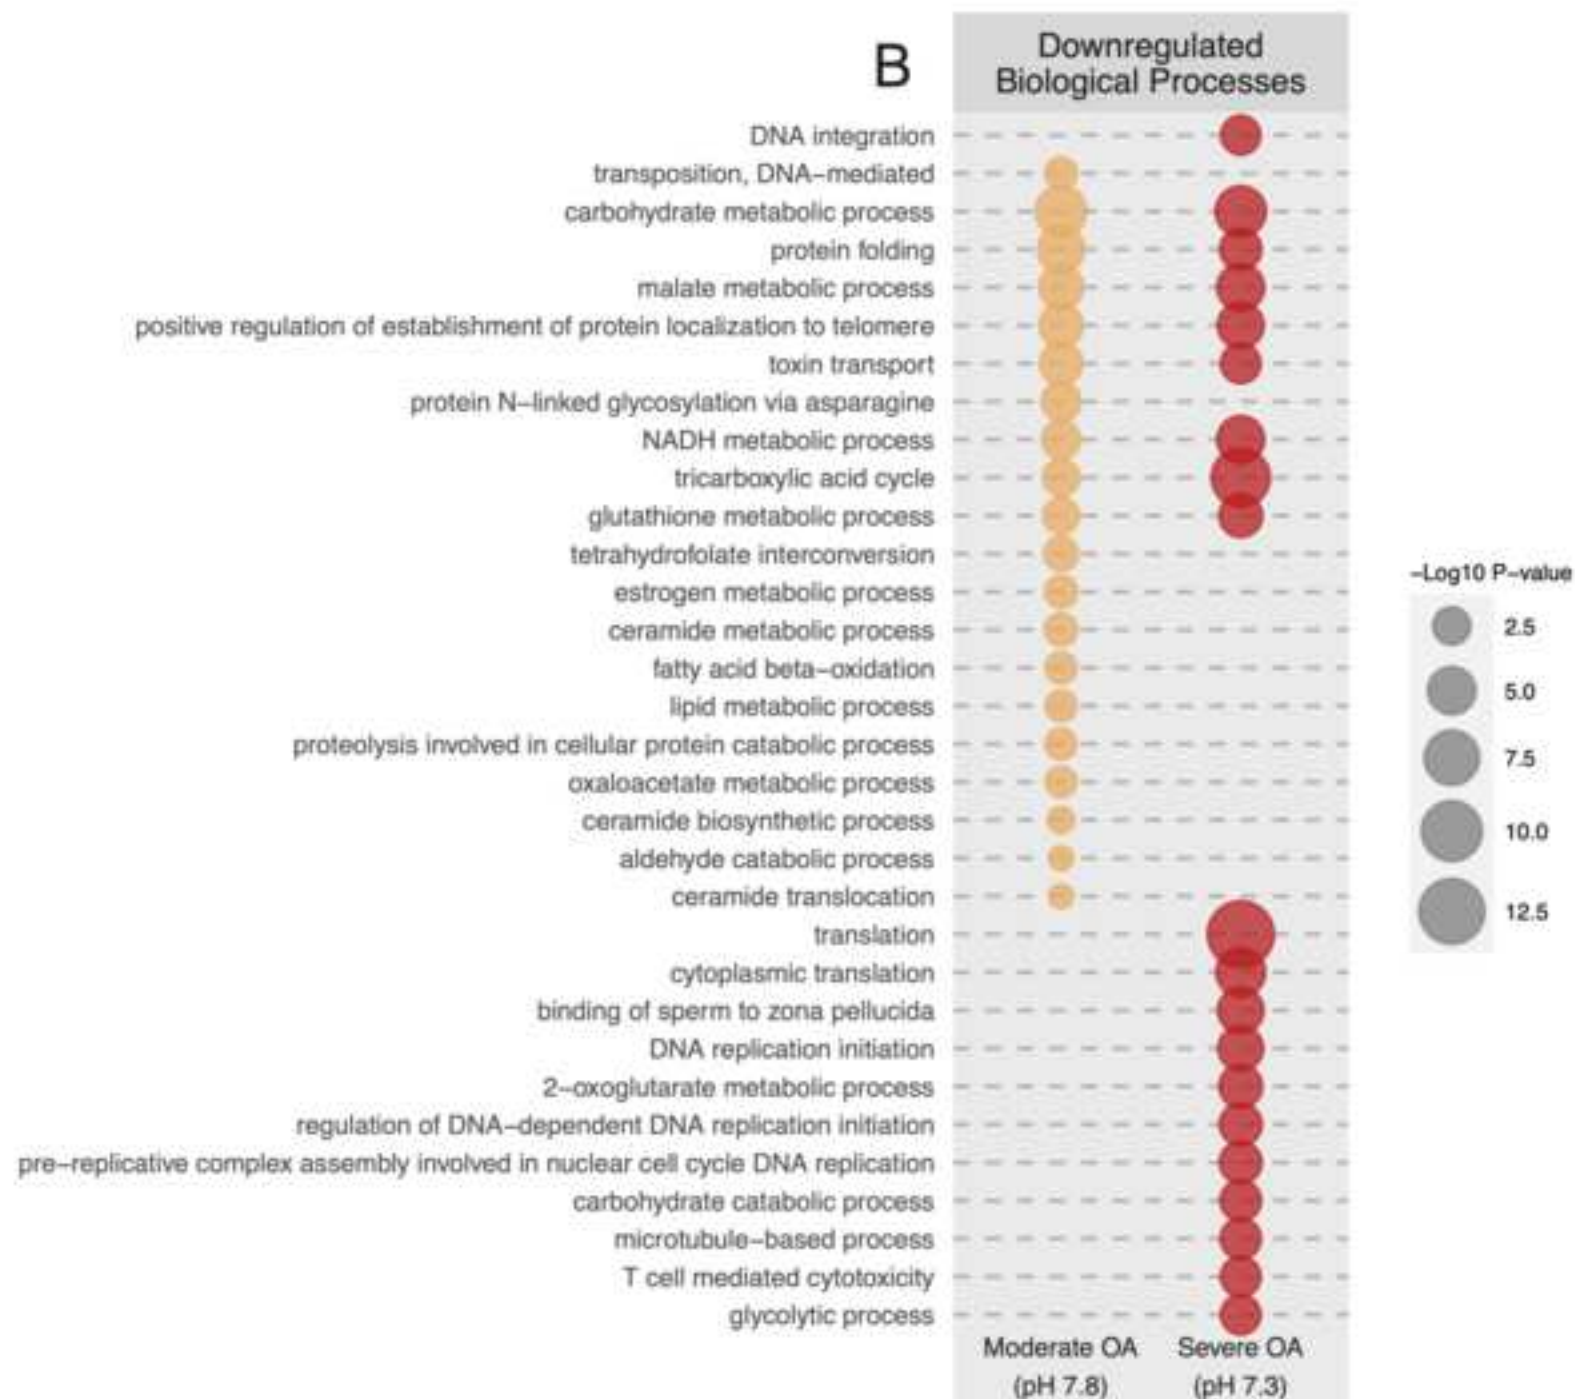 B
Downregulated
Biological Processes
DNA integration
transposition, DNA−mediated
carbohydrate metabolic process
protein folding
malate metabolic process
positive regulation of establishment of protein localization to telomere
toxin transport
protein N−linked glycosylation via asparagine
NADH metabolic process
tricarboxylic acid cycle
glutathione metabolic process
tetrahydrofolate interconversion
estrogen metabolic process
ceramide metabolic process
fatty acid beta−oxidation
lipid metabolic process
proteolysis involved in cellular protein catabolic process
oxaloacetate metabolic process
ceramide biosynthetic process
aldehyde catabolic process
ceramide translocation
translation
cytoplasmic translation
binding of sperm to zona pellucida
DNA replication initiation
2−oxoglutarate metabolic process
regulation of DNA−dependent DNA replication initiation
pre−replicative complex assembly involved in nuclear cell cycle DNA replication
carbohydrate catabolic process
microtubule−based process
T cell mediated cytotoxicity
glycolytic process
Moderate OA
(pH 7.8)
Severe OA
(pH 7.3)
−Log10 P−value
2.5
5.0
7.5
10.0
12.5